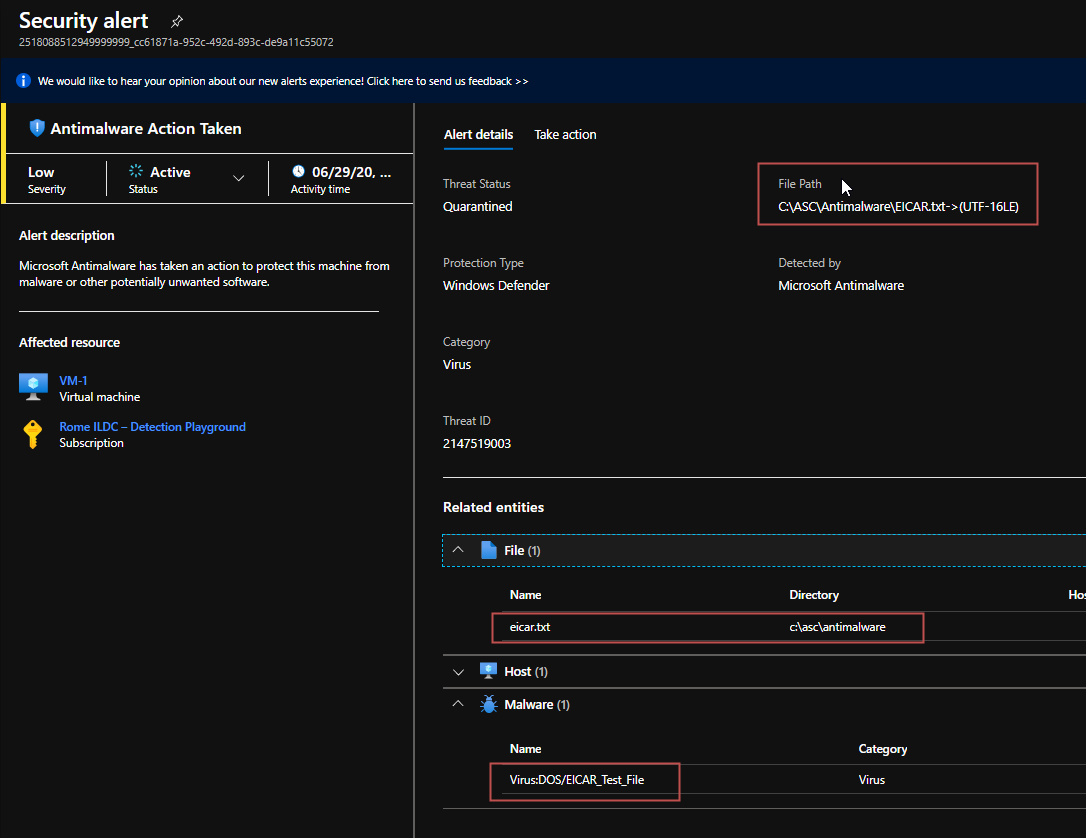 Security alert
2518088512949999999_cc61871a-952c-492d-893c-de9a11c55072
We would like to hear your opinion about our new alerts experience! Click here to send us feedback >>
Antimalware Action Taken
Low
Severity
Active
Status
06/29/20, ...
Activity time
Alert description
Microsoft Antimalware has taken an action to protect this machine from
malware or other potentially unwanted software.
Affected resource
VM-1
Virtual machine
Rome ILDC – Detection Playground
Subscription
Alert details
Take action
Threat Status
Quarantined
File Path
C:\ASC\Antimalware\EICAR.txt->(UTF-16LE)
Protection Type
Windows Defender
Detected by
Microsoft Antimalware
Category
Virus
Threat ID
2147519003
Related entities
File (1)
Name Directory Hos
eicar.txt c:\asc\antimalware
Host (1)
Malware (1)
Name Category
Virus:DOS/EICAR_Test_File Virus